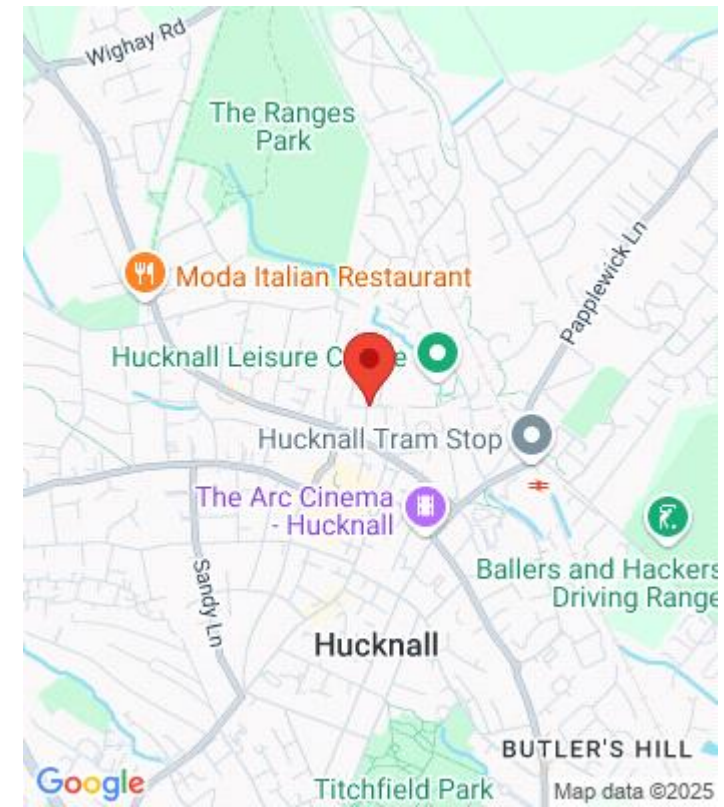 Wighay Rd
The Ranges
Park
Moda Italian Restaurant
Papplewick Ln
Hucknall Leisure C e
Hucknall Tram Stop
The Arc Cinema
- Hucknall
Sandy Ln
Ballers and Hackers
Driving Range
Hucknall
BUTLER'S HILL
Google
Titchfield Park
Map data ©2025